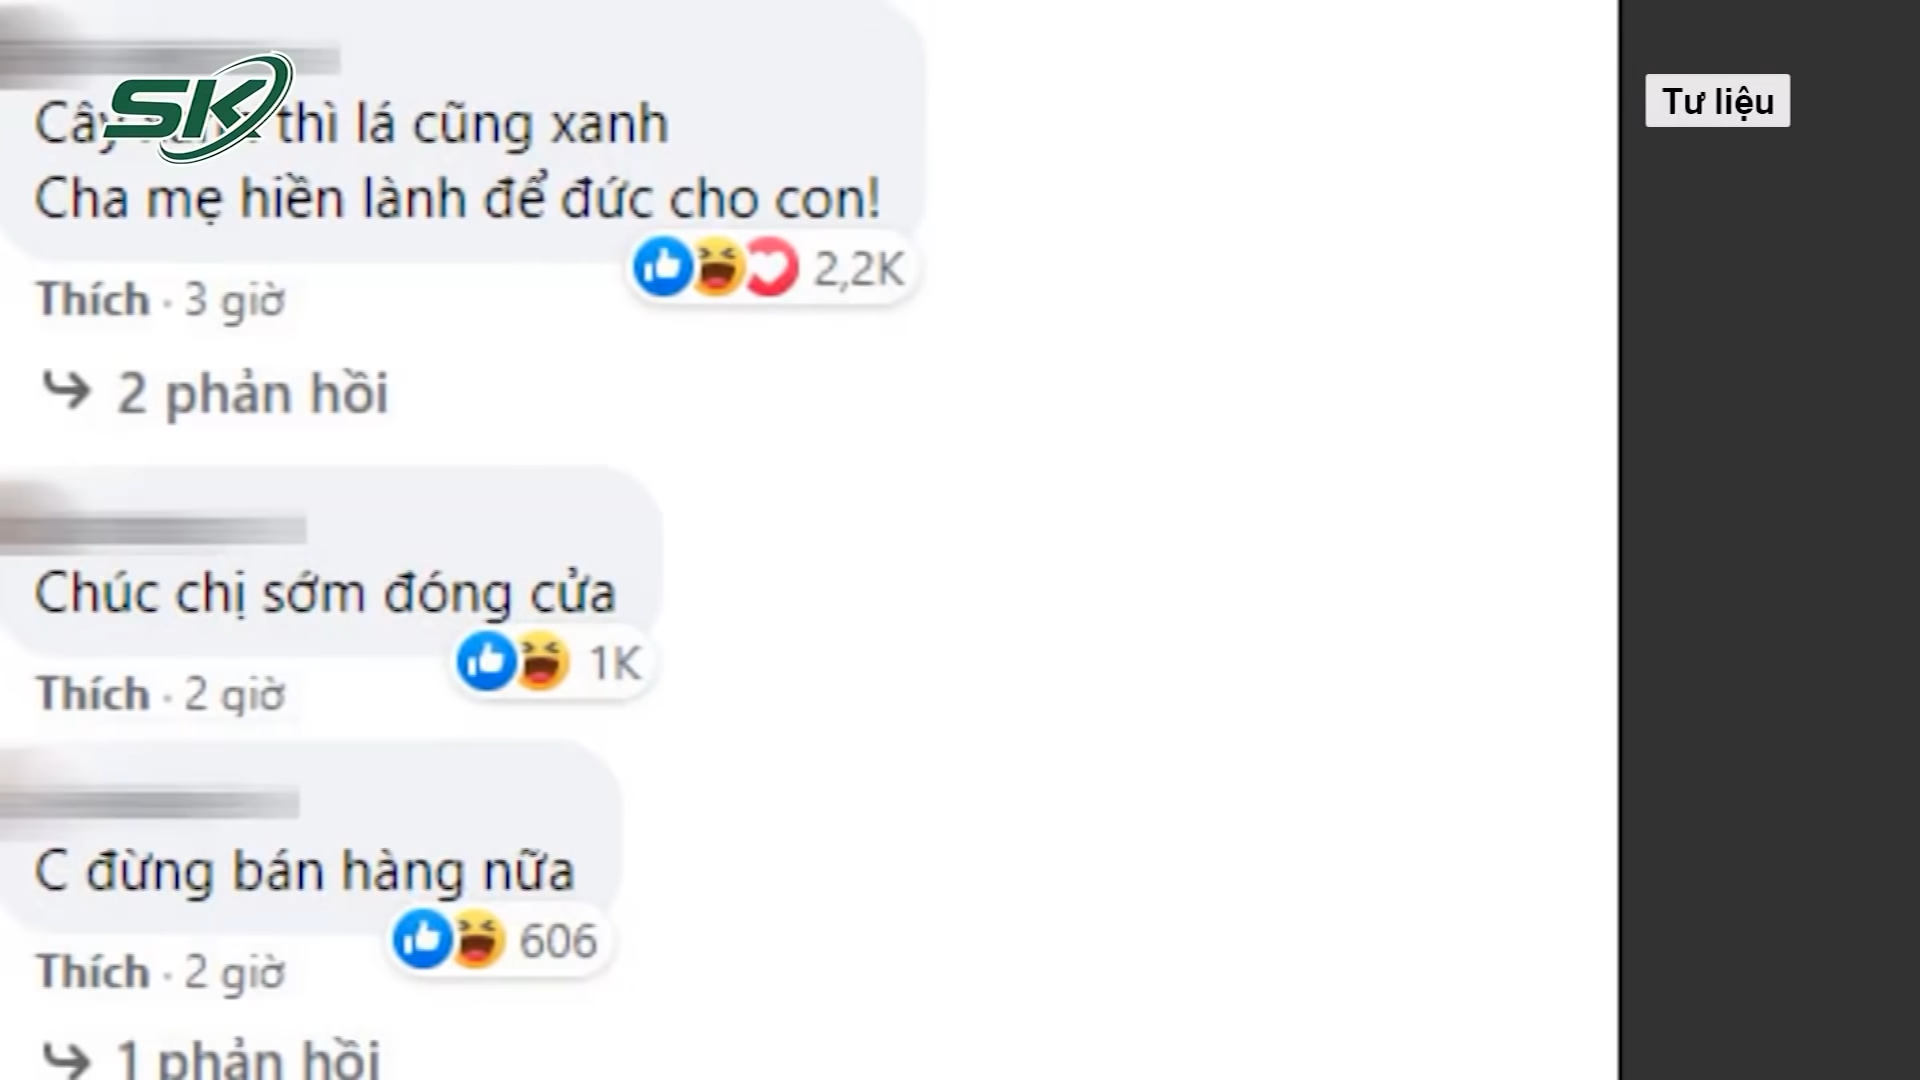 SK
Tư liệu
Cây thì lá cũng xanh
Cha mẹ hiền lành để đức cho con!
2,2K
Thích · 3 giờ
2 phản hồi
Chúc chị sớm đóng cửa
1K
Thích · 2 giờ
C đừng bán hàng nữa
606
Thích · 2 giờ
1 phản hồi